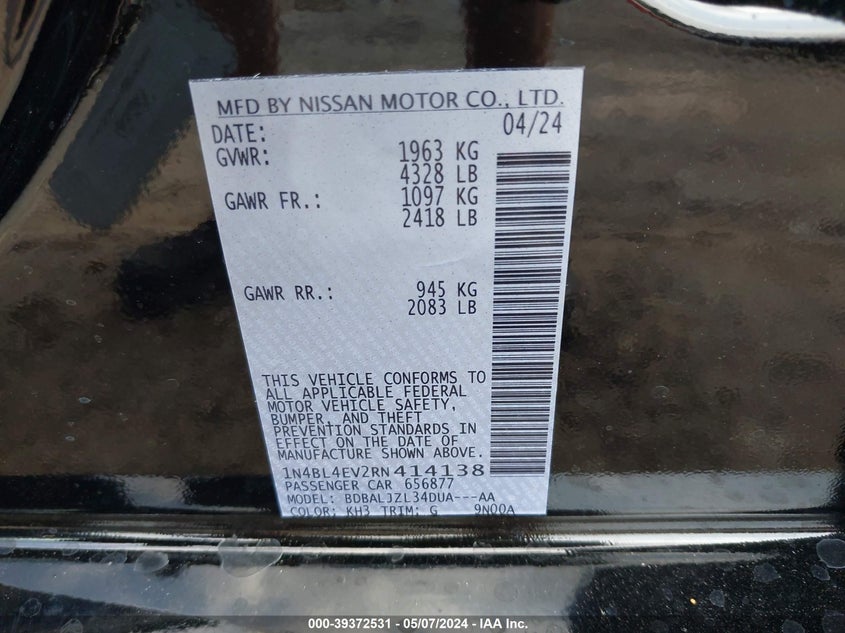 MFD BY NISSAN MOTOR CO., LTD.
DATE: 04/24
GVWR: 1963 KG
4328 LB
GAWR FR.: 1097 KG
2418 LB
GAWR RR.: 945 KG
2083 LB
THIS VEHICLE CONFORMS TO
ALL APPLICABLE FEDERAL
MOTOR VEHICLE SAFETY,
BUMPER, AND THEFT
PREVENTION STANDARDS IN
EFFECT ON THE DATE OF
MANUFACTURE SHOWN ABOVE.
1N4BL4EV2RN414138
PASSENGER CAR 656877
MODEL: BDBALJZL34DUA---AA
COLOR: KH3 TRIM: G 9N00A
000-39372531 - 05/07/2024 - IAA Inc.